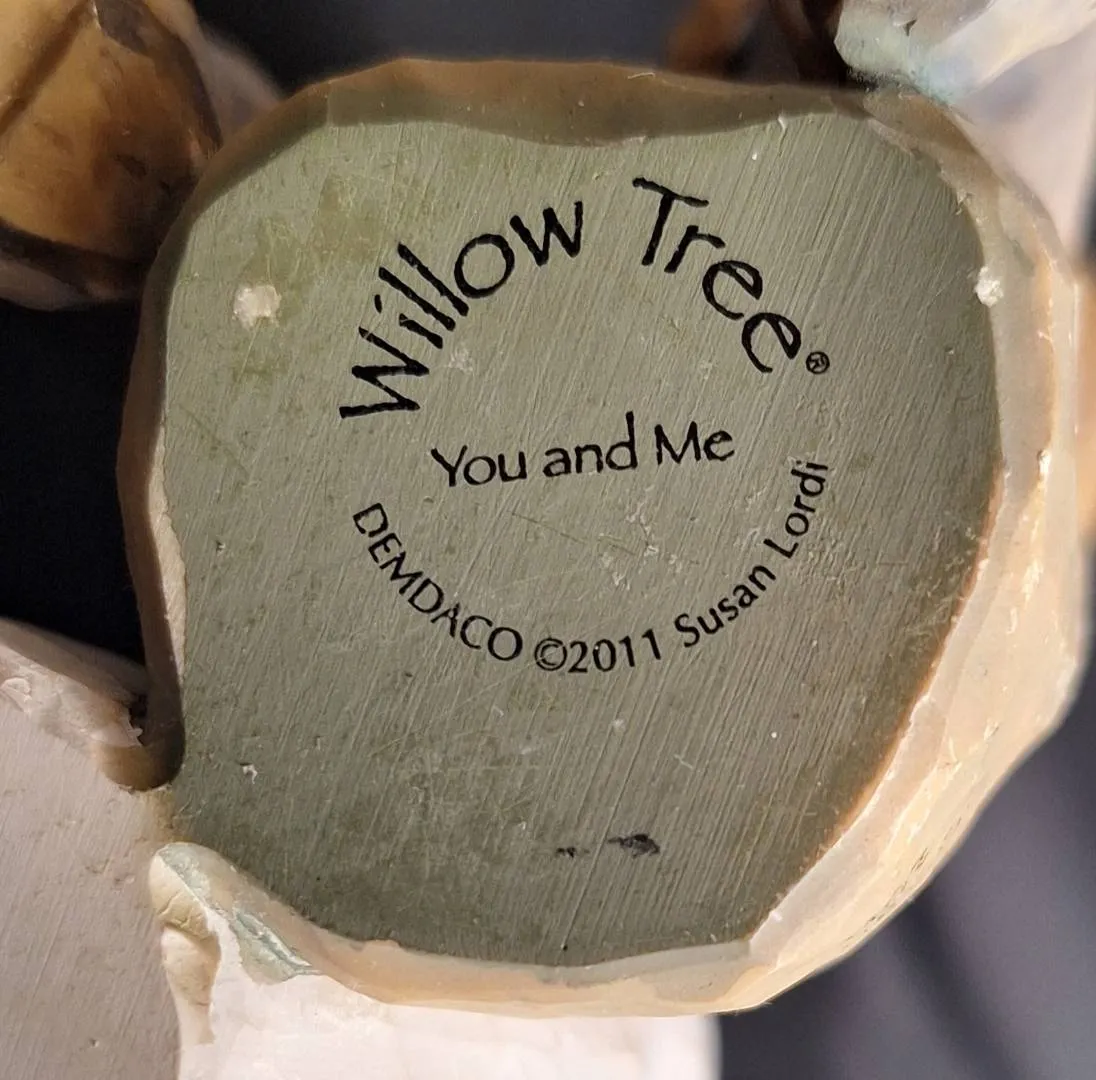 Willow Tree®
You and Me
DEMDACO ©2011 Susan Lordi